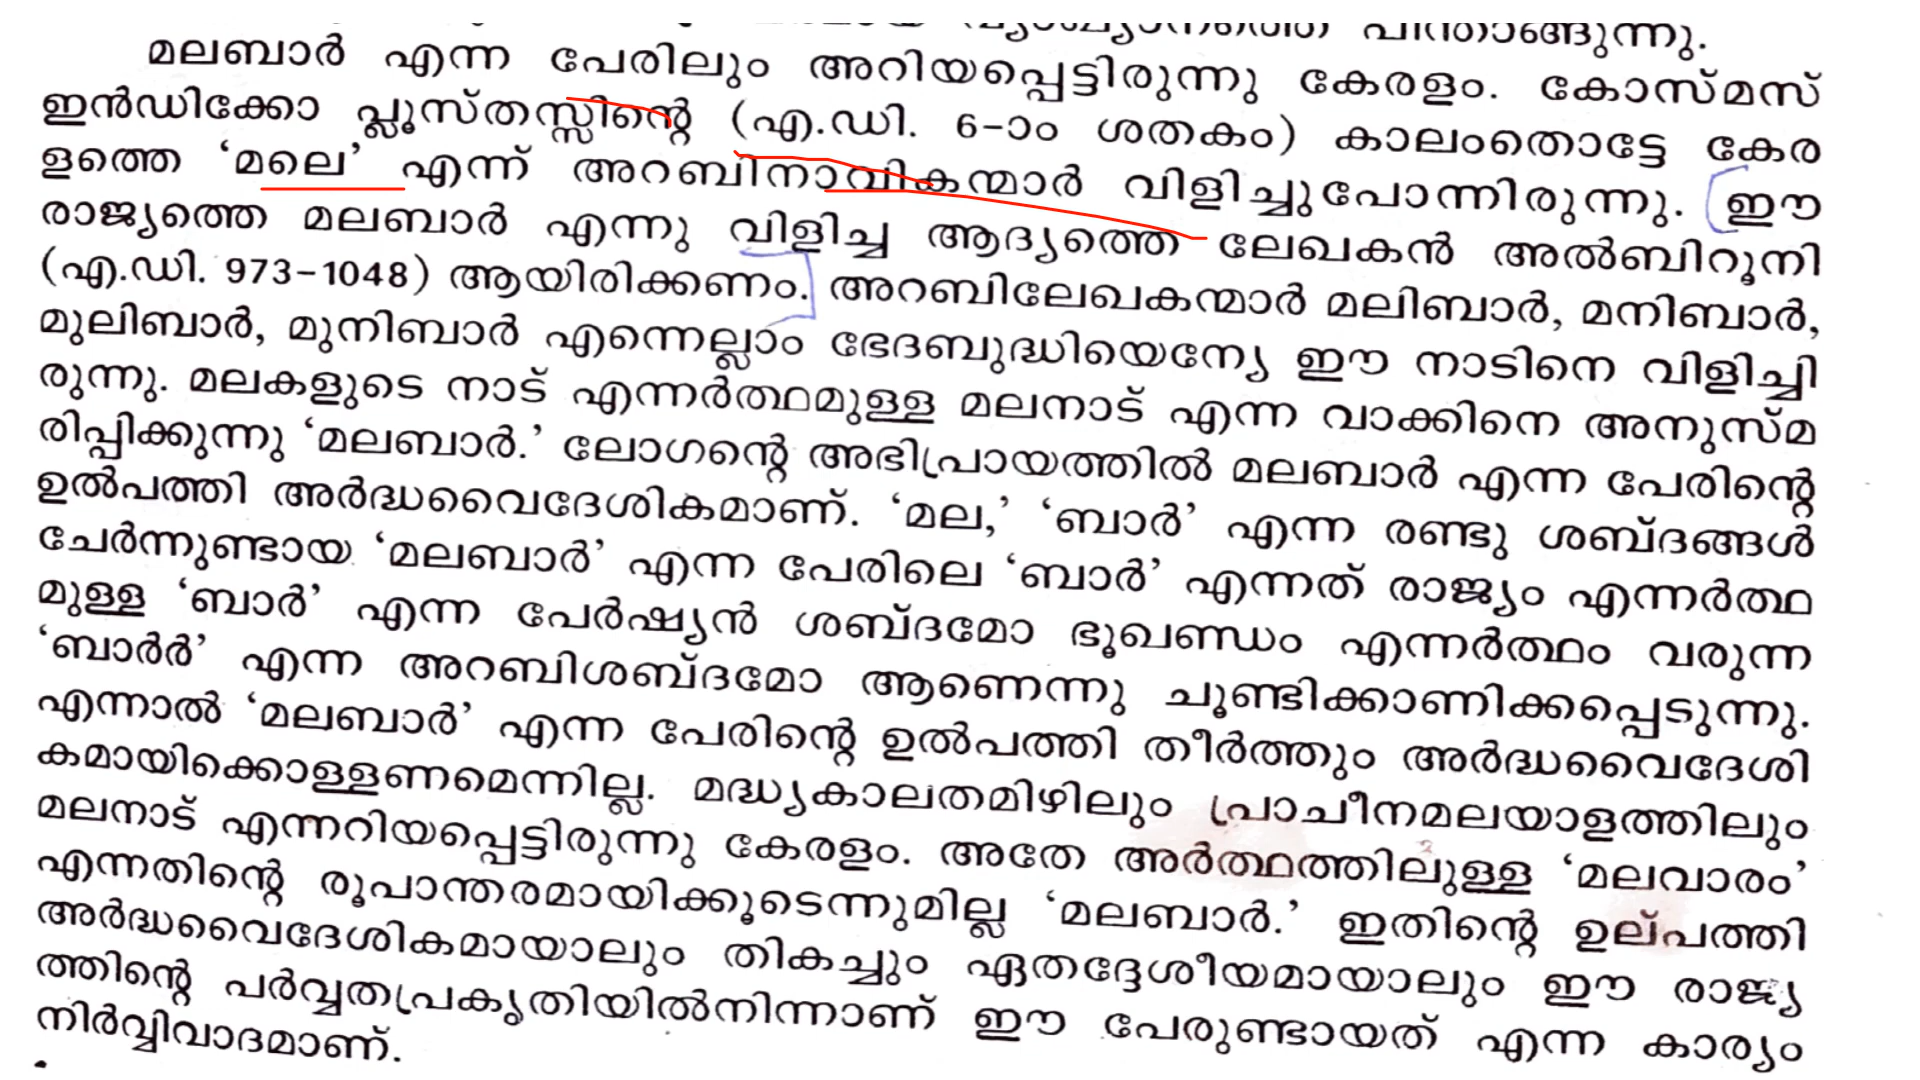 പിന്താങ്ങുന്നു.
മലബാർ എന്ന പേരിലും അറിയപ്പെട്ടിരുന്നു കേരളം. കോസ്മസ്
ഇൻഡിക്കോ പ്ലൂസ്തസ്സിന്റെ (എ.ഡി. 6-ാം ശതകം) കാലംതൊട്ടേ കേര
ളത്തെ ‘മലെ’ എന്ന് അറബിനാവികന്മാർ വിളിച്ചുപോന്നിരുന്നു. ഈ
രാജ്യത്തെ മലബാർ എന്നു വിളിച്ച ആദ്യത്തെ ലേഖകൻ അൽബിറൂനി
(എ.ഡി. 973-1048) ആയിരിക്കണം. അറബിലേഖകന്മാർ മലിബാർ, മനിബാർ,
മുലിബാർ, മുനിബാർ എന്നെല്ലാം ഭേദബുദ്ധിയെന്യേ ഈ നാടിനെ വിളിച്ചി
രുന്നു. മലകളുടെ നാട് എന്നർത്ഥമുള്ള മലനാട് എന്ന വാക്കിനെ അനുസ്മ
രിപ്പിക്കുന്നു ‘മലബാർ.’ ലോഗന്റെ അഭിപ്രായത്തിൽ മലബാർ എന്ന പേരിന്റെ
ഉൽപത്തി അർദ്ധവൈദേശികമാണ്. ‘മല,’ ‘ബാർ’ എന്ന രണ്ടു ശബ്ദങ്ങൾ
ചേർന്നുണ്ടായ ‘മലബാർ’ എന്ന പേരിലെ ‘ബാർ’ എന്നത് രാജ്യം എന്നർത്ഥ
മുള്ള ‘ബാർ’ എന്ന പേർഷ്യൻ ശബ്ദമോ ഭൂഖണ്ഡം എന്നർത്ഥം വരുന്ന
‘ബാർർ’ എന്ന അറബിശബ്ദമോ ആണെന്നു ചൂണ്ടിക്കാണിക്കപ്പെടുന്നു.
എന്നാൽ ‘മലബാർ’ എന്ന പേരിന്റെ ഉൽപത്തി തീർത്തും അർദ്ധവൈദേശി
കമായിക്കൊള്ളണമെന്നില്ല. മദ്ധ്യകാലതമിഴിലും പ്രാചീനമലയാളത്തിലും
മലനാട് എന്നറിയപ്പെട്ടിരുന്നു കേരളം. അതേ അർത്ഥത്തിലുള്ള ‘മലവാരം’
എന്നതിന്റെ രൂപാന്തരമായിക്കൂടെന്നുമില്ല ‘മലബാർ.’ ഇതിന്റെ ഉല്പത്തി
അർദ്ധവൈദേശികമായാലും തികച്ചും ഏതദ്ദേശീയമായാലും ഈ രാജ്യ
ത്തിന്റെ പർവ്വതപ്രകൃതിയിൽനിന്നാണ് ഈ പേരുണ്ടായത് എന്ന കാര്യം
നിർവ്വിവാദമാണ്.